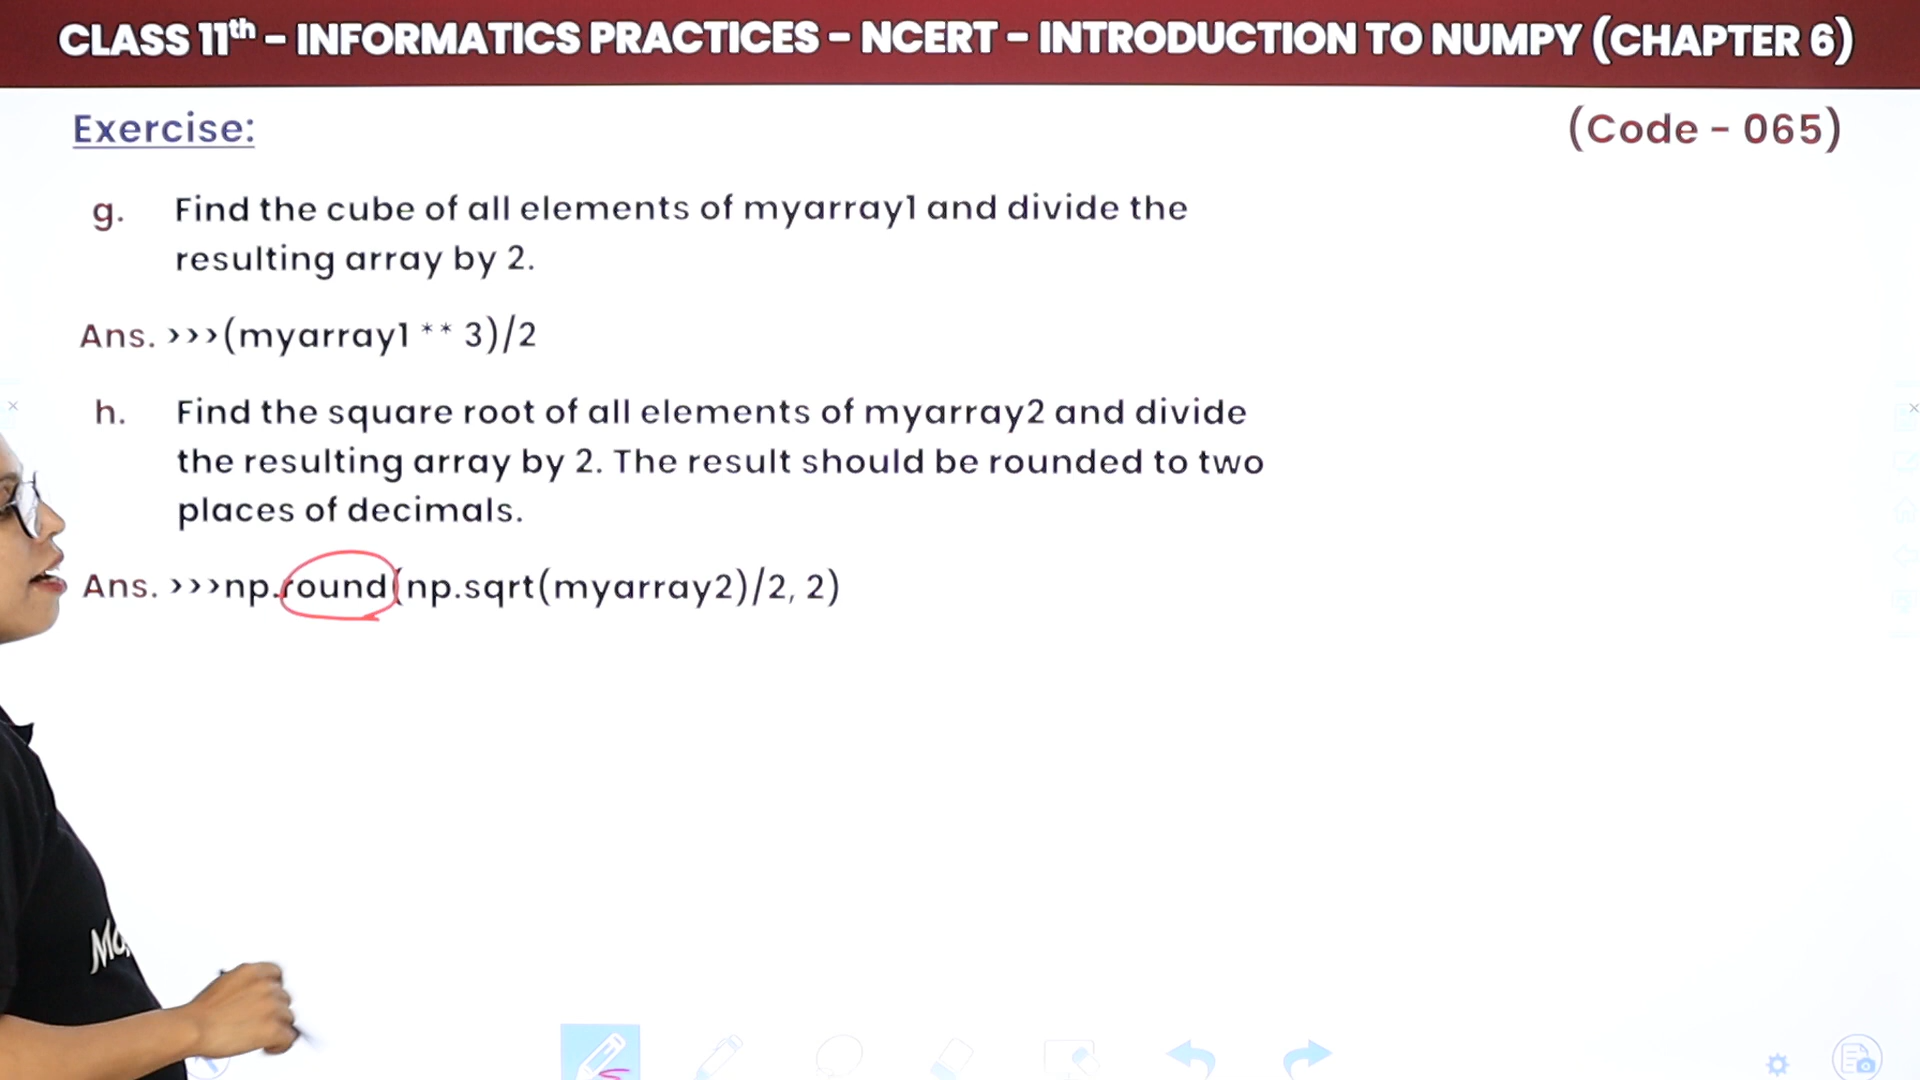 CLASS 11th - INFORMATICS PRACTICES - NCERT - INTRODUCTION TO NUMPY (CHAPTER 6)
Exercise:
(Code - 065)
g. Find the cube of all elements of myarray1 and divide the
resulting array by 2.
Ans. >>>(myarray1 ** 3)/2
h. Find the square root of all elements of myarray2 and divide
the resulting array by 2. The result should be rounded to two
places of decimals.
Ans. >>>np.round(np.sqrt(myarray2)/2, 2)